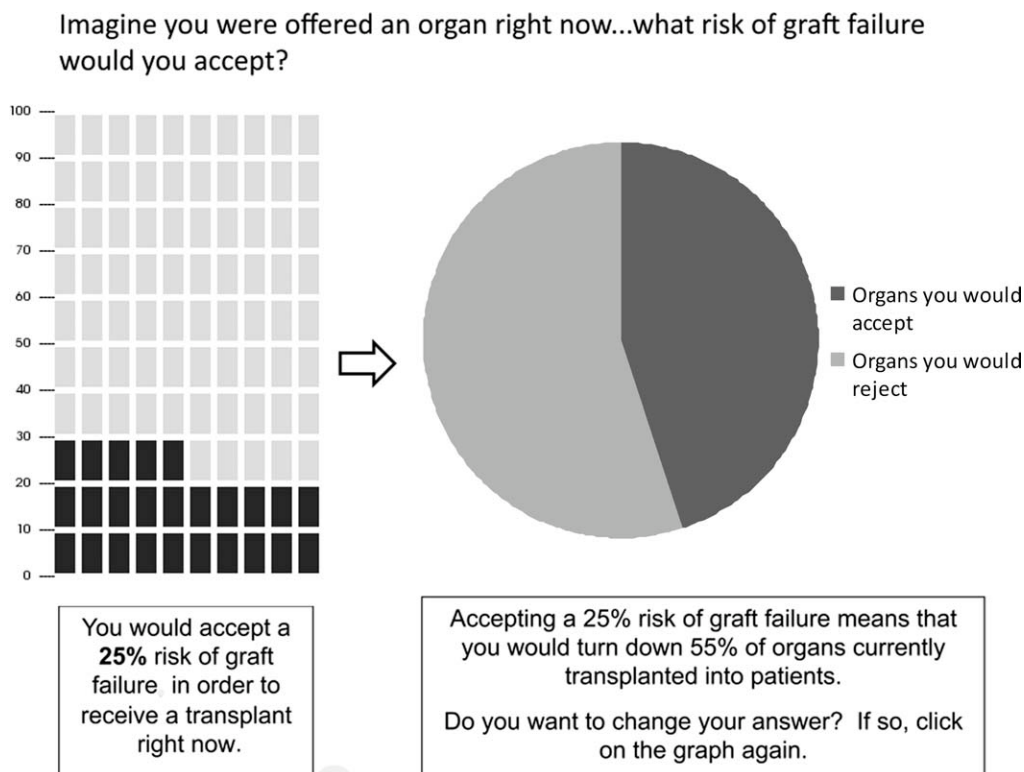 Imagine you were offered an organ right now...what risk of graft failure
would you accept?
100
90
80
70
60
50
40
30
20
10
0
Organs you would
accept
Organs you would
reject
You would accept a
25% risk of graft
failure, in order to
receive a transplant
right now.
Accepting a 25% risk of graft failure means that
you would turn down 55% of organs currently
transplanted into patients.
Do you want to change your answer? If so, click
on the graph again.